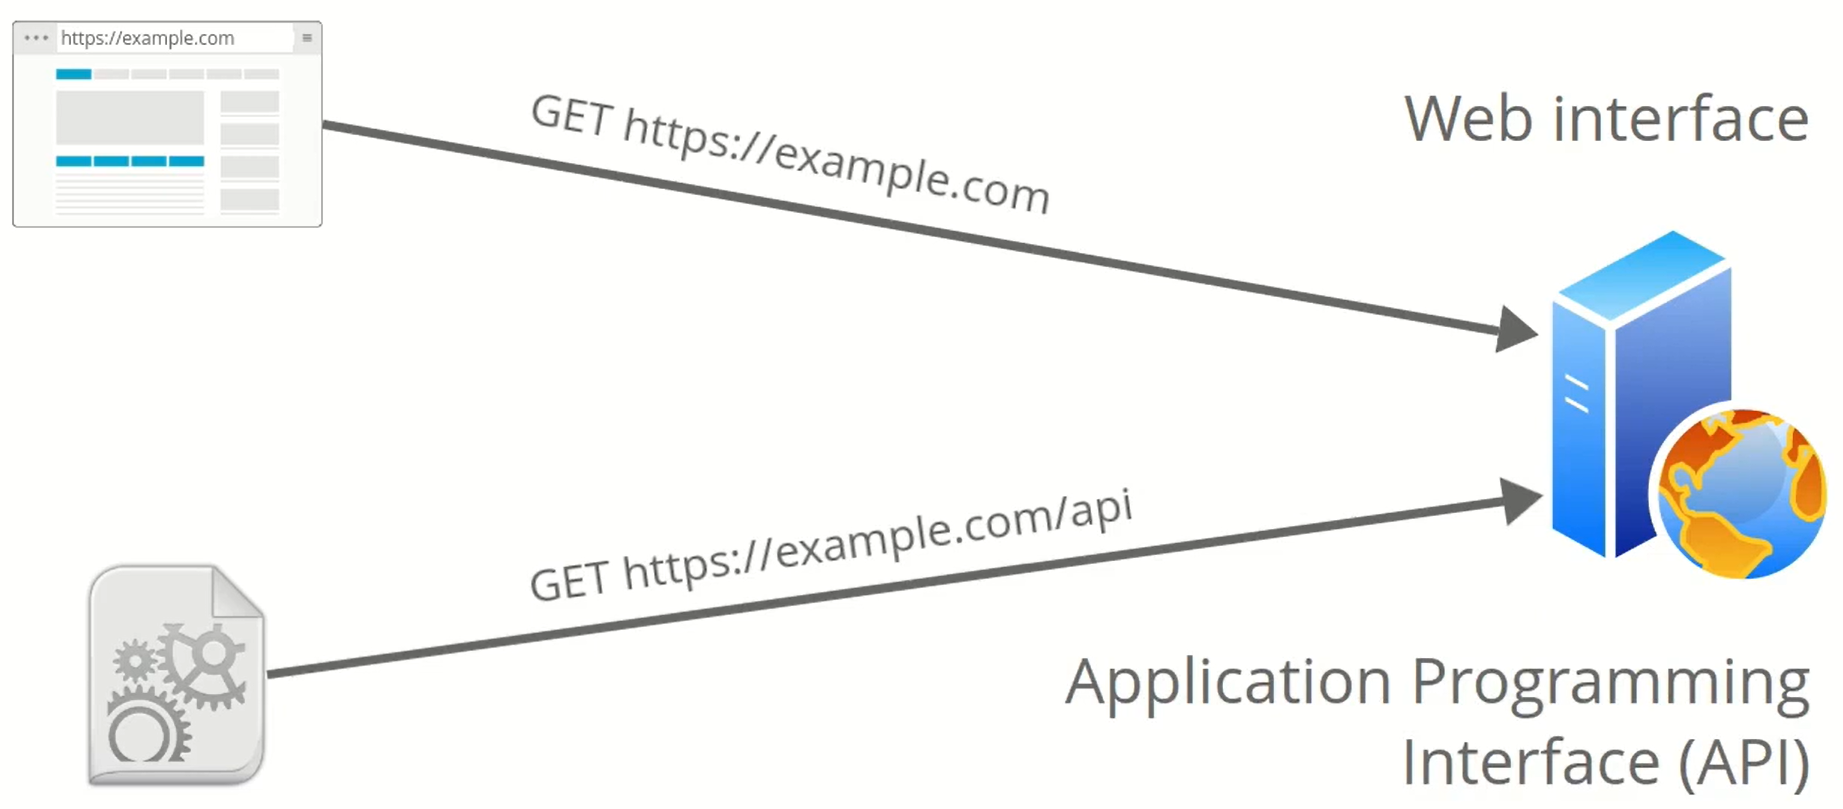 https://example.com
GET https://example.com
Web interface
GET https://example.com/api
Application Programming
Interface (API)